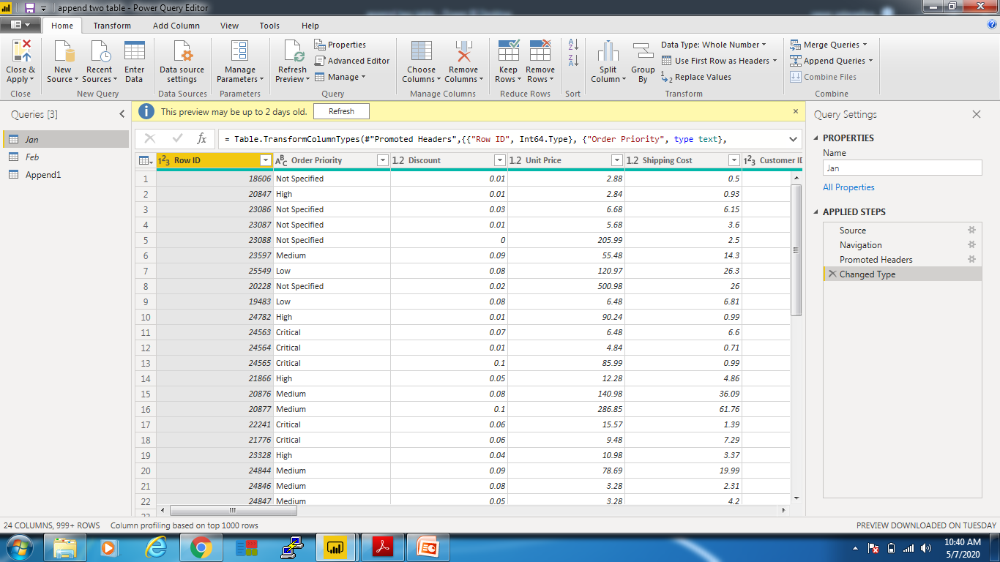 append two table - Power Query Editor
Home Transform Add Column View Tools Help
Close & Apply
New Source
Recent Sources
Enter Data
Data source settings
Manage Parameters
Refresh Preview
Properties
Advanced Editor
Manage
Choose Columns
Remove Columns
Keep Rows
Remove Rows
Split Column
Group By
Data Type: Whole Number
Use First Row as Headers
Replace Values
Merge Queries
Append Queries
Combine Files
Close New Query Data Sources Parameters Query Manage Columns Reduce Rows Sort Transform Combine
Queries [3]
Jan
Feb
Append1
This preview may be up to 2 days old. Refresh
fx = Table.TransformColumnTypes(#"Promoted Headers",{{"Row ID", Int64.Type}, {"Order Priority", type text},
Row ID ABC Order Priority 1.2 Discount 1.2 Unit Price 1.2 Shipping Cost 123 Customer ID
1 18606 Not Specified 0.01 2.88 0.5
2 20847 High 0.01 2.84 0.93
3 23086 Not Specified 0.03 6.68 6.15
4 23087 Not Specified 0.01 5.68 3.6
5 23088 Not Specified 0 205.99 2.5
6 23597 Medium 0.09 55.48 14.3
7 25549 Low 0.08 120.97 26.3
8 20228 Not Specified 0.02 500.98 26
9 19483 Low 0.08 6.48 6.81
10 24782 High 0.01 90.24 0.99
11 24563 Critical 0.07 6.48 6.6
12 24564 Critical 0.01 4.84 0.71
13 24565 Critical 0.1 85.99 0.99
14 21866 High 0.05 12.28 4.86
15 20876 Medium 0.08 140.98 36.09
16 20877 Medium 0.1 286.85 61.76
17 22241 Critical 0.06 15.57 1.39
18 21776 Critical 0.06 9.48 7.29
19 23328 High 0.04 10.98 3.37
20 24844 Medium 0.09 78.69 19.99
21 24846 Medium 0.08 3.28 2.31
22 24847 Medium 0.05 3.28 4.2
Query Settings
PROPERTIES
Name
Jan
All Properties
APPLIED STEPS
Source
Navigation
Promoted Headers
Changed Type
24 COLUMNS, 999+ ROWS Column profiling based on top 1000 rows
PREVIEW DOWNLOADED ON TUESDAY
10:40 AM
5/7/2020